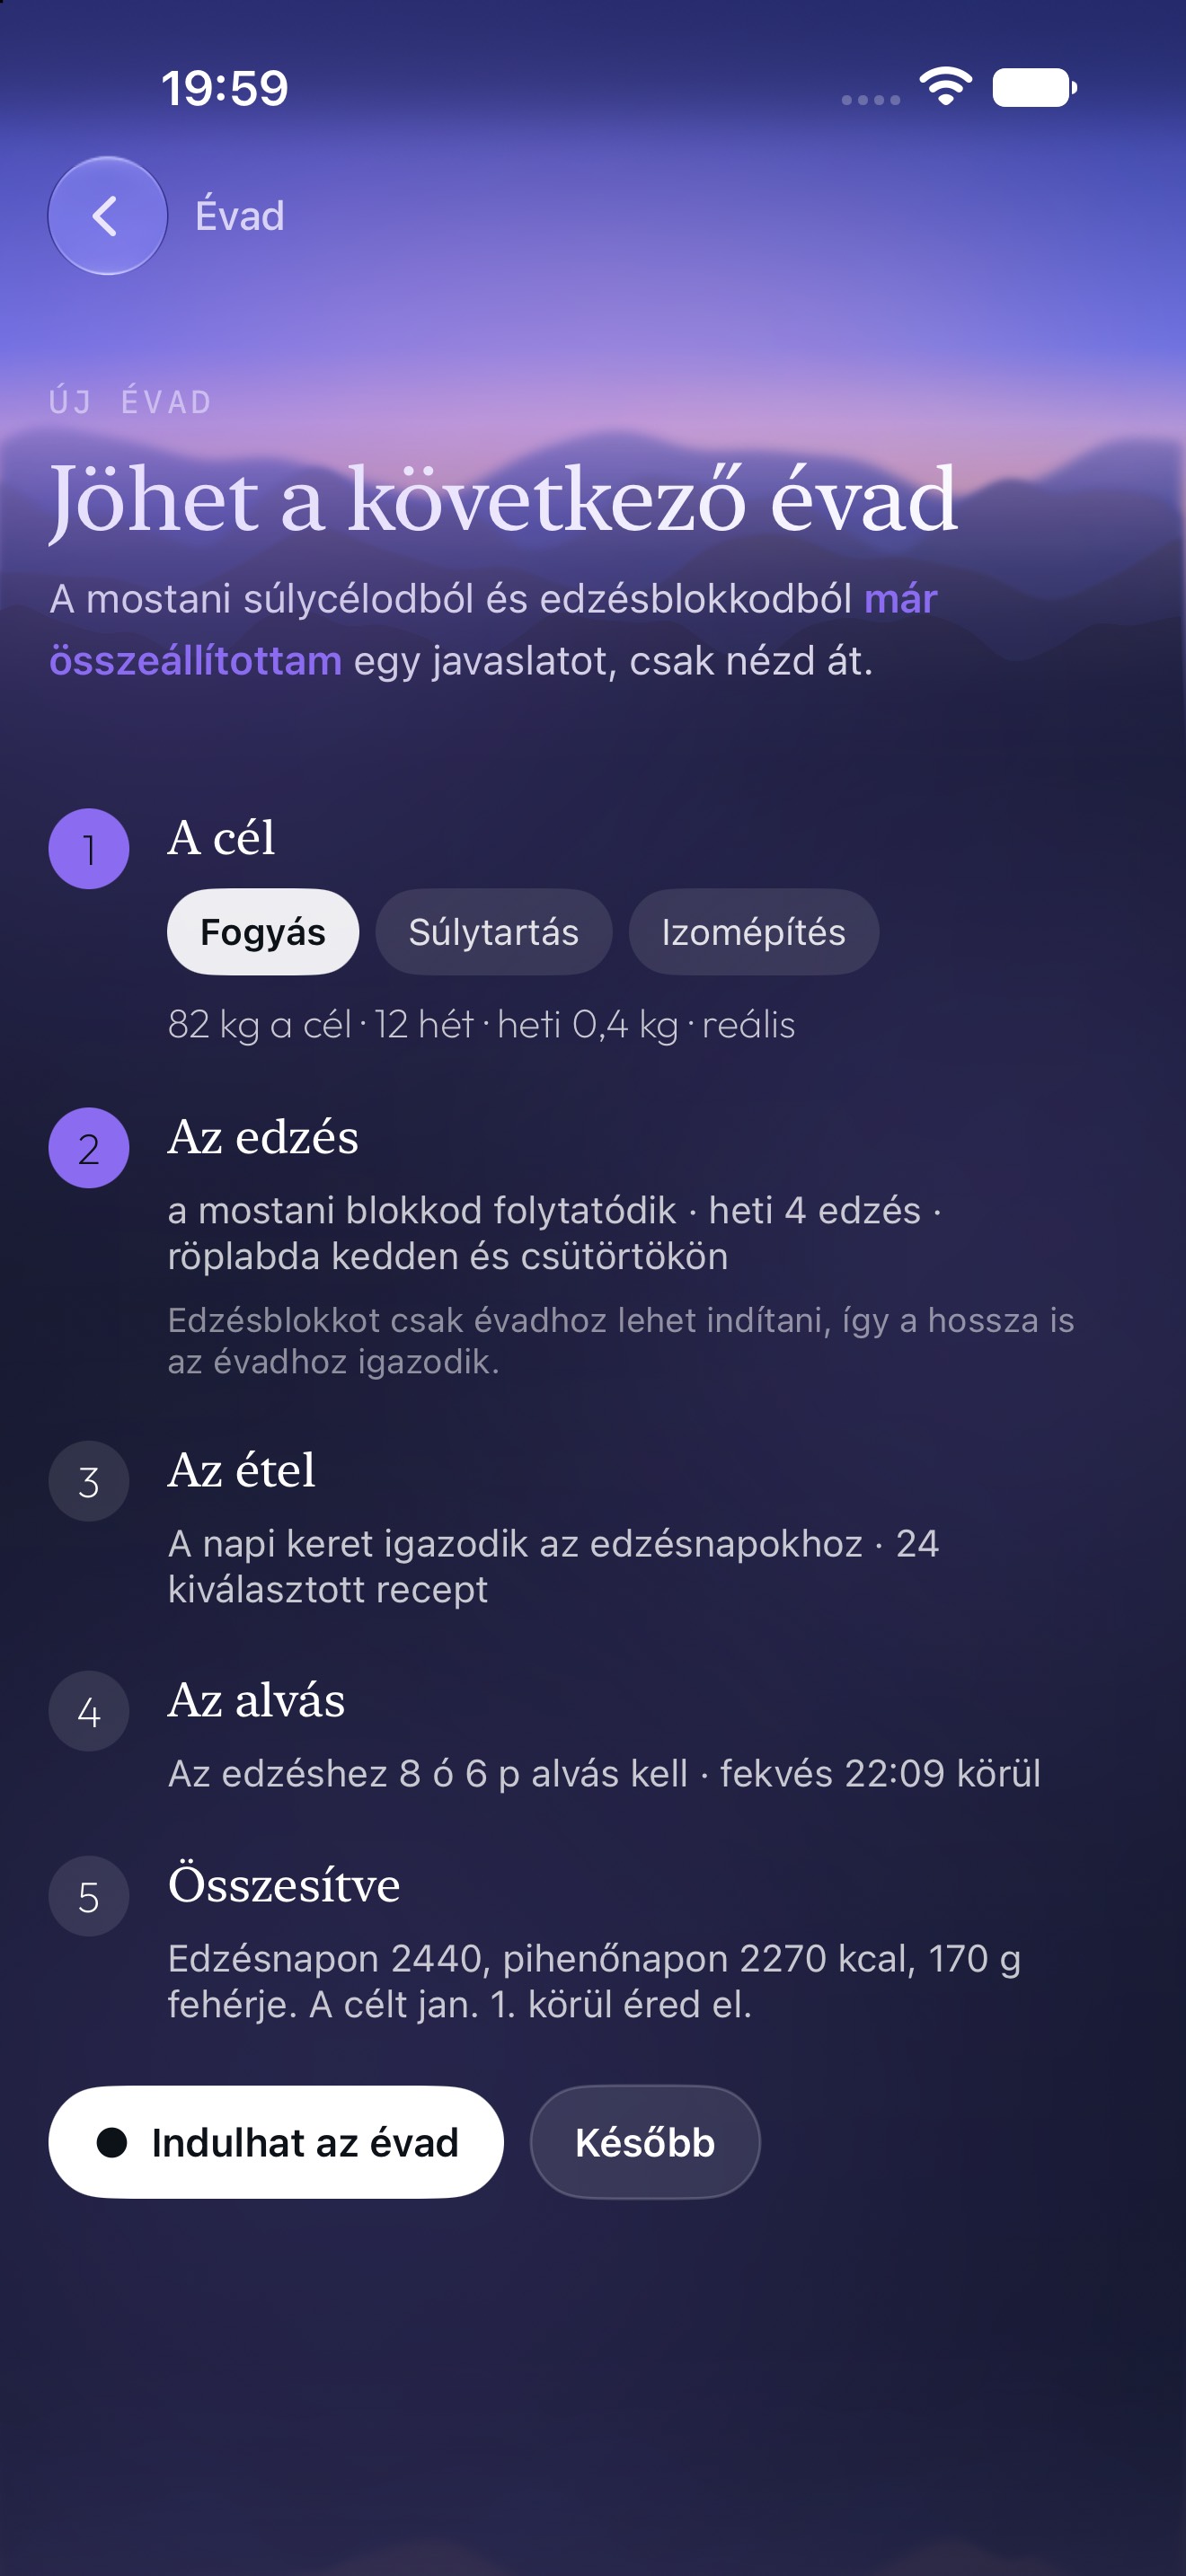 19:59
Évad
ÚJ ÉVAD
Jöhet a következő évad
A mostani súlycélodból és edzésblokkodból már
összeállítottam egy javaslatot, csak nézd át.
1
A cél
Fogyás
Súlytartás
Izomépítés
82 kg a cél · 12 hét · heti 0,4 kg · reális
2
Az edzés
a mostani blokkod folytatódik · heti 4 edzés ·
röplabda kedden és csütörtökön
Edzésblokkot csak évadhoz lehet indítani, így a hossza is
az évadhoz igazodik.
3
Az étel
A napi keret igazodik az edzésnapokhoz · 24
kiválasztott recept
4
Az alvás
Az edzéshez 8 ó 6 p alvás kell · fekvés 22:09 körül
5
Összesítve
Edzésnapon 2440, pihenőnapon 2270 kcal, 170 g
fehérje. A célt jan. 1. körül éred el.
Indulhat az évad
Később